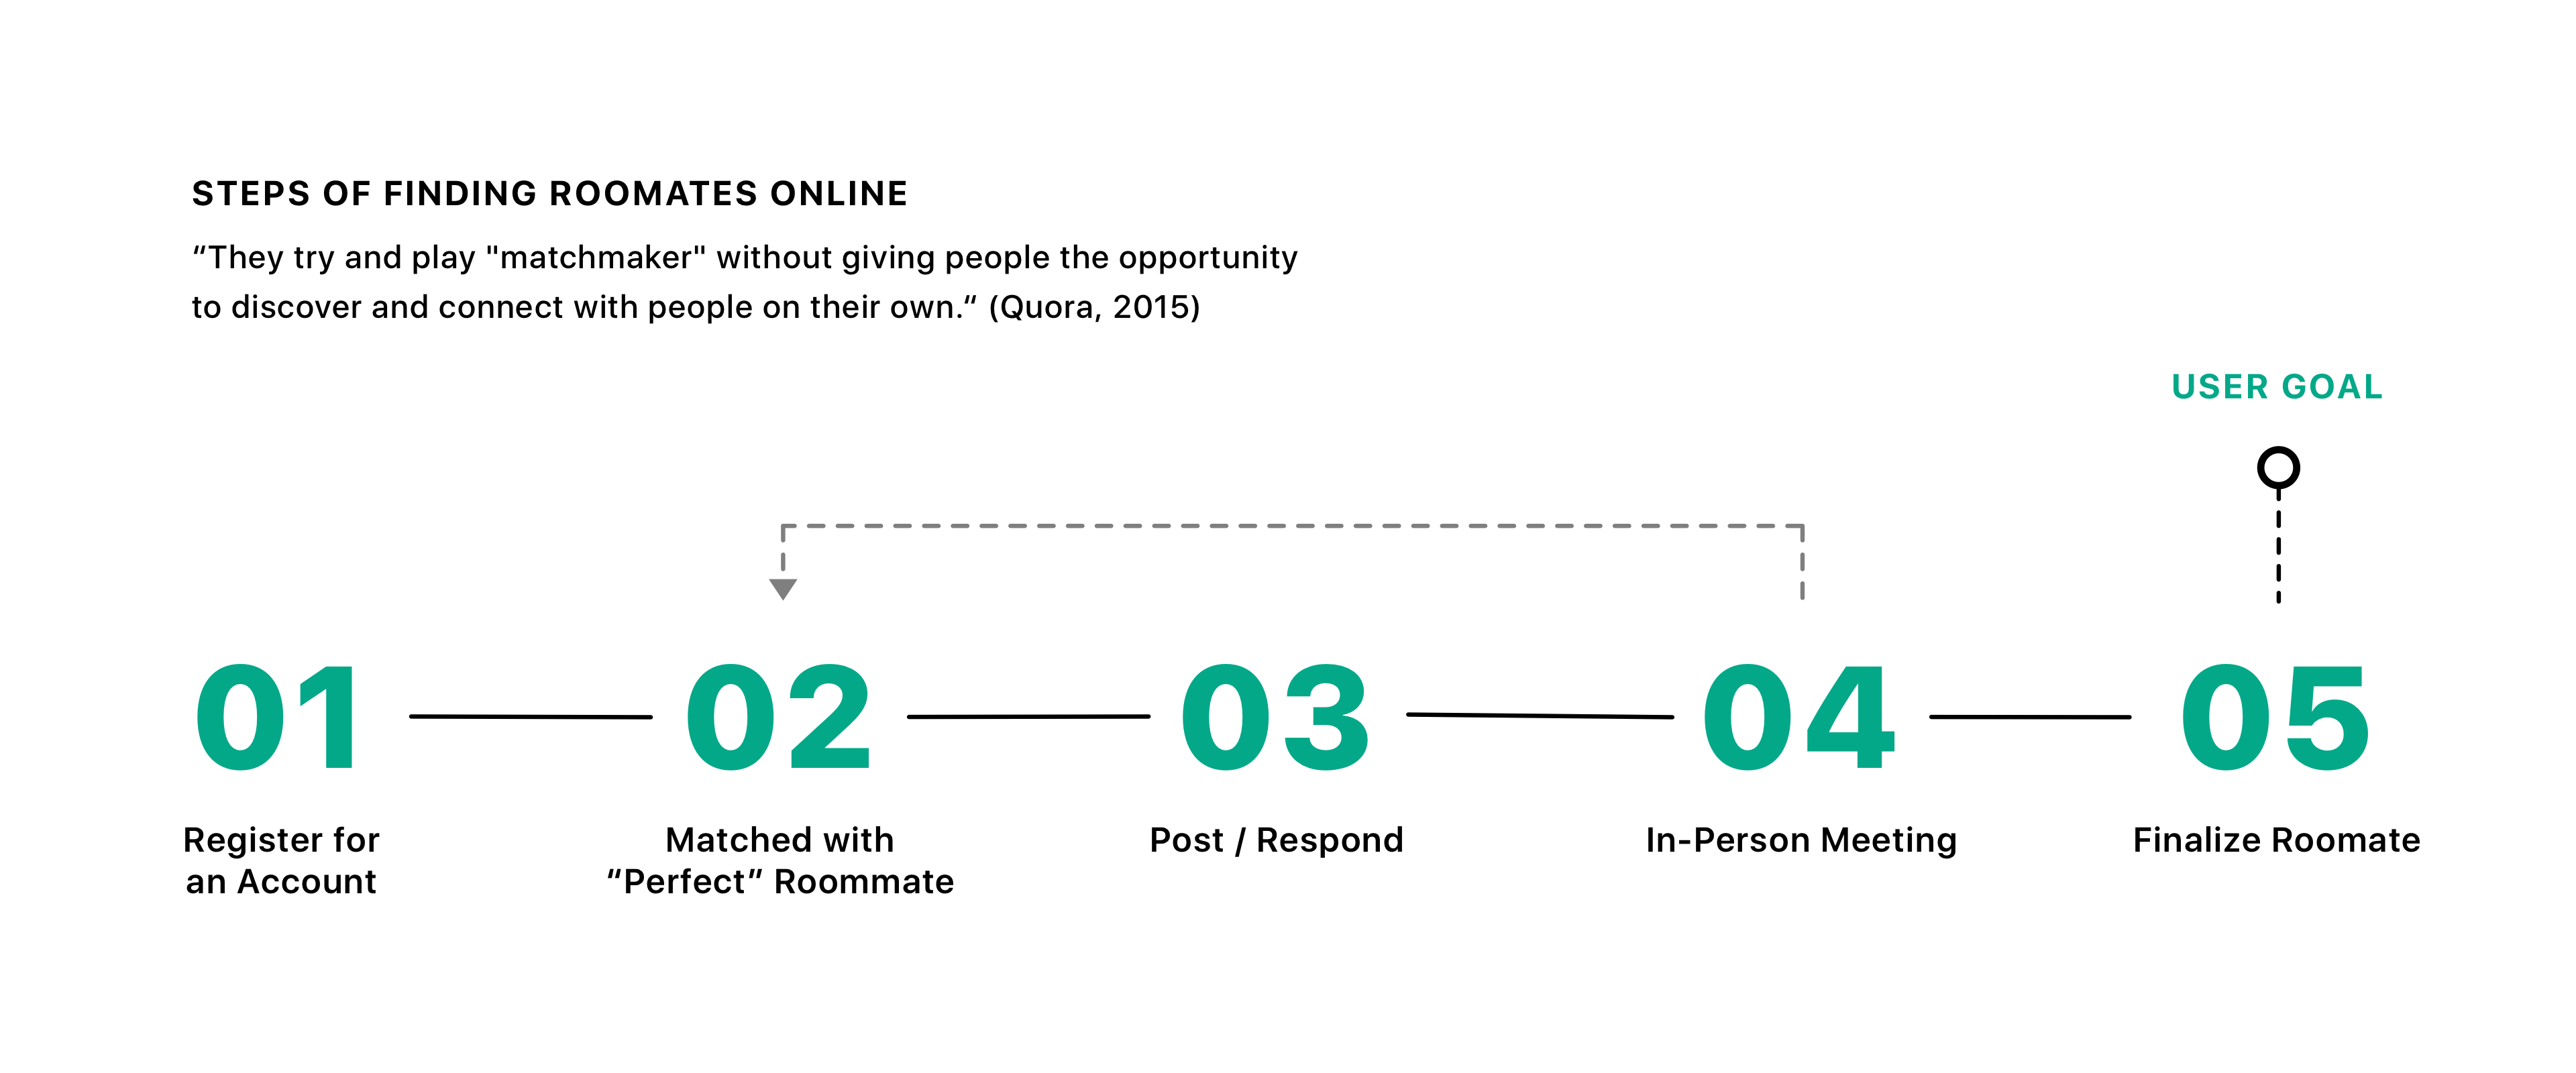 STEPS OF FINDING ROOMATES ONLINE
“They try and play "matchmaker" without giving people the opportunity
to discover and connect with people on their own.“ (Quora, 2015)
USER GOAL
01
02
03
04
05
Register for
an Account
Matched with
“Perfect” Roommate
Post / Respond
In-Person Meeting
Finalize Roomate